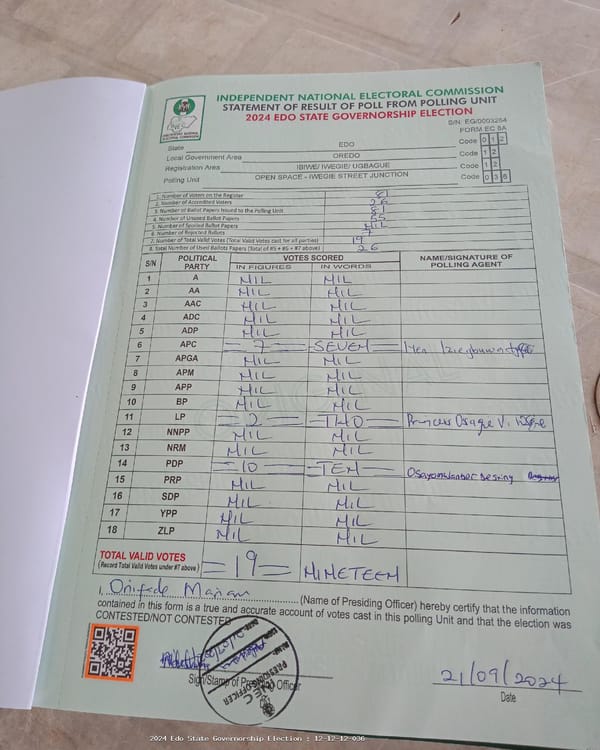 INDEPENDENT NATIONAL ELECTORAL COMMISSION
STATEMENT OF RESULT OF POLL FROM POLLING UNIT
2024 EDO STATE GOVERNORSHIP ELECTION
S/N: EG/0003264
FORM EC 8A
State EDO Code 1 2
Local Government Area OREDO Code 1 2
Registration Area IBIWE/ IWEGIE/ UGBAGUE Code 1 2
Polling Unit OPEN SPACE - IWEGIE STREET JUNCTION Code 0 3 6
1. Number of Voters on the Register 81
2. Number of Accredited Voters 26
3. Number of Ballot Papers Issued to the Polling Unit 81
4. Number of Unused Ballot Papers 55
5. Number of Spoiled Ballot Papers NIL
6. Number of Rejected Ballots 7
7. Number of Total Valid Votes (Total Valid Votes cast for all parties) 19
8. Total Number of Used Ballots Papers (Total of #5 + #6 + #7 above) 26
S/N POLITICAL PARTY VOTES SCORED NAME/SIGNATURE OF POLLING AGENT
IN FIGURES IN WORDS
1 A NIL NIL
2 AA NIL NIL
3 AAC NIL NIL
4 ADC NIL NIL
5 ADP NIL NIL
6 APC = 7 = SEVEN =
7 APGA NIL NIL
8 APM NIL NIL
9 APP NIL NIL
10 BP NIL NIL
11 LP = 2 = TWO = Princess Osague V.
12 NNPP NIL NIL
13 NRM NIL NIL
14 PDP = 10 = TEN = Destiny
15 PRP NIL NIL
16 SDP NIL NIL
17 YPP NIL NIL
18 ZLP NIL NIL
TOTAL VALID VOTES = 19 = NINETEEN
(Record Total Valid Votes under #7 above)
I, Onifade Mariam (Name of Presiding Officer) hereby certify that the information
contained in this form is a true and accurate account of votes cast in this polling Unit and that the election was
CONTESTED/NOT CONTESTED
Sign/Stamp of Presiding Officer
PRESIDING OFFICER
INEC
21/09/2024
Date
2024 Edo State Governorship Election : 12-12-12-036